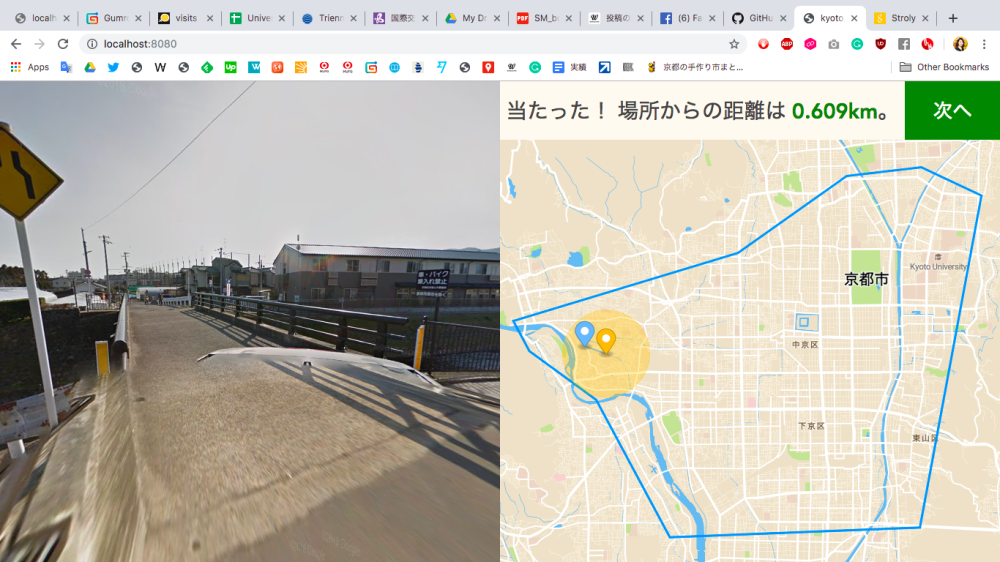 localh
Gumr
visits
Univer
Trienn
国際交
My Dr
SM_bo
投稿の
(6) Fa
GitHu
kyoto
Stroly
localhost:8080
Apps
実績
京都の手作り市まと...
Other Bookmarks
当たった！ 場所からの距離は 0.609km。
次へ
車・バイク
乗入れ禁止
Kyoto University
京都市
中京区
下京区
東山区